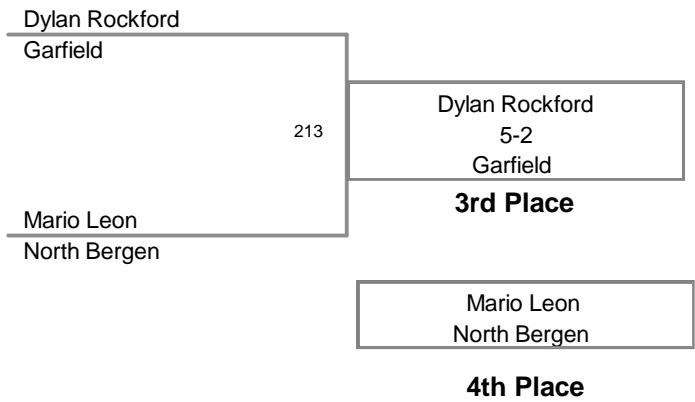 Dylan Rockford
Garfield
213
Dylan Rockford
5-2
Garfield
3rd Place
Mario Leon
North Bergen
Mario Leon
North Bergen
4th Place